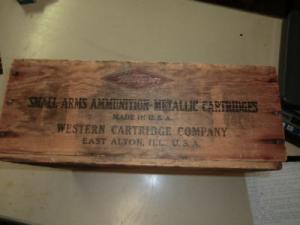 SMALL ARMS AMMUNITION-METALLIC CARTRIDGES
MADE IN U.S.A.
WESTERN CARTRIDGE COMPANY
EAST ALTON, ILL. U.S.A.